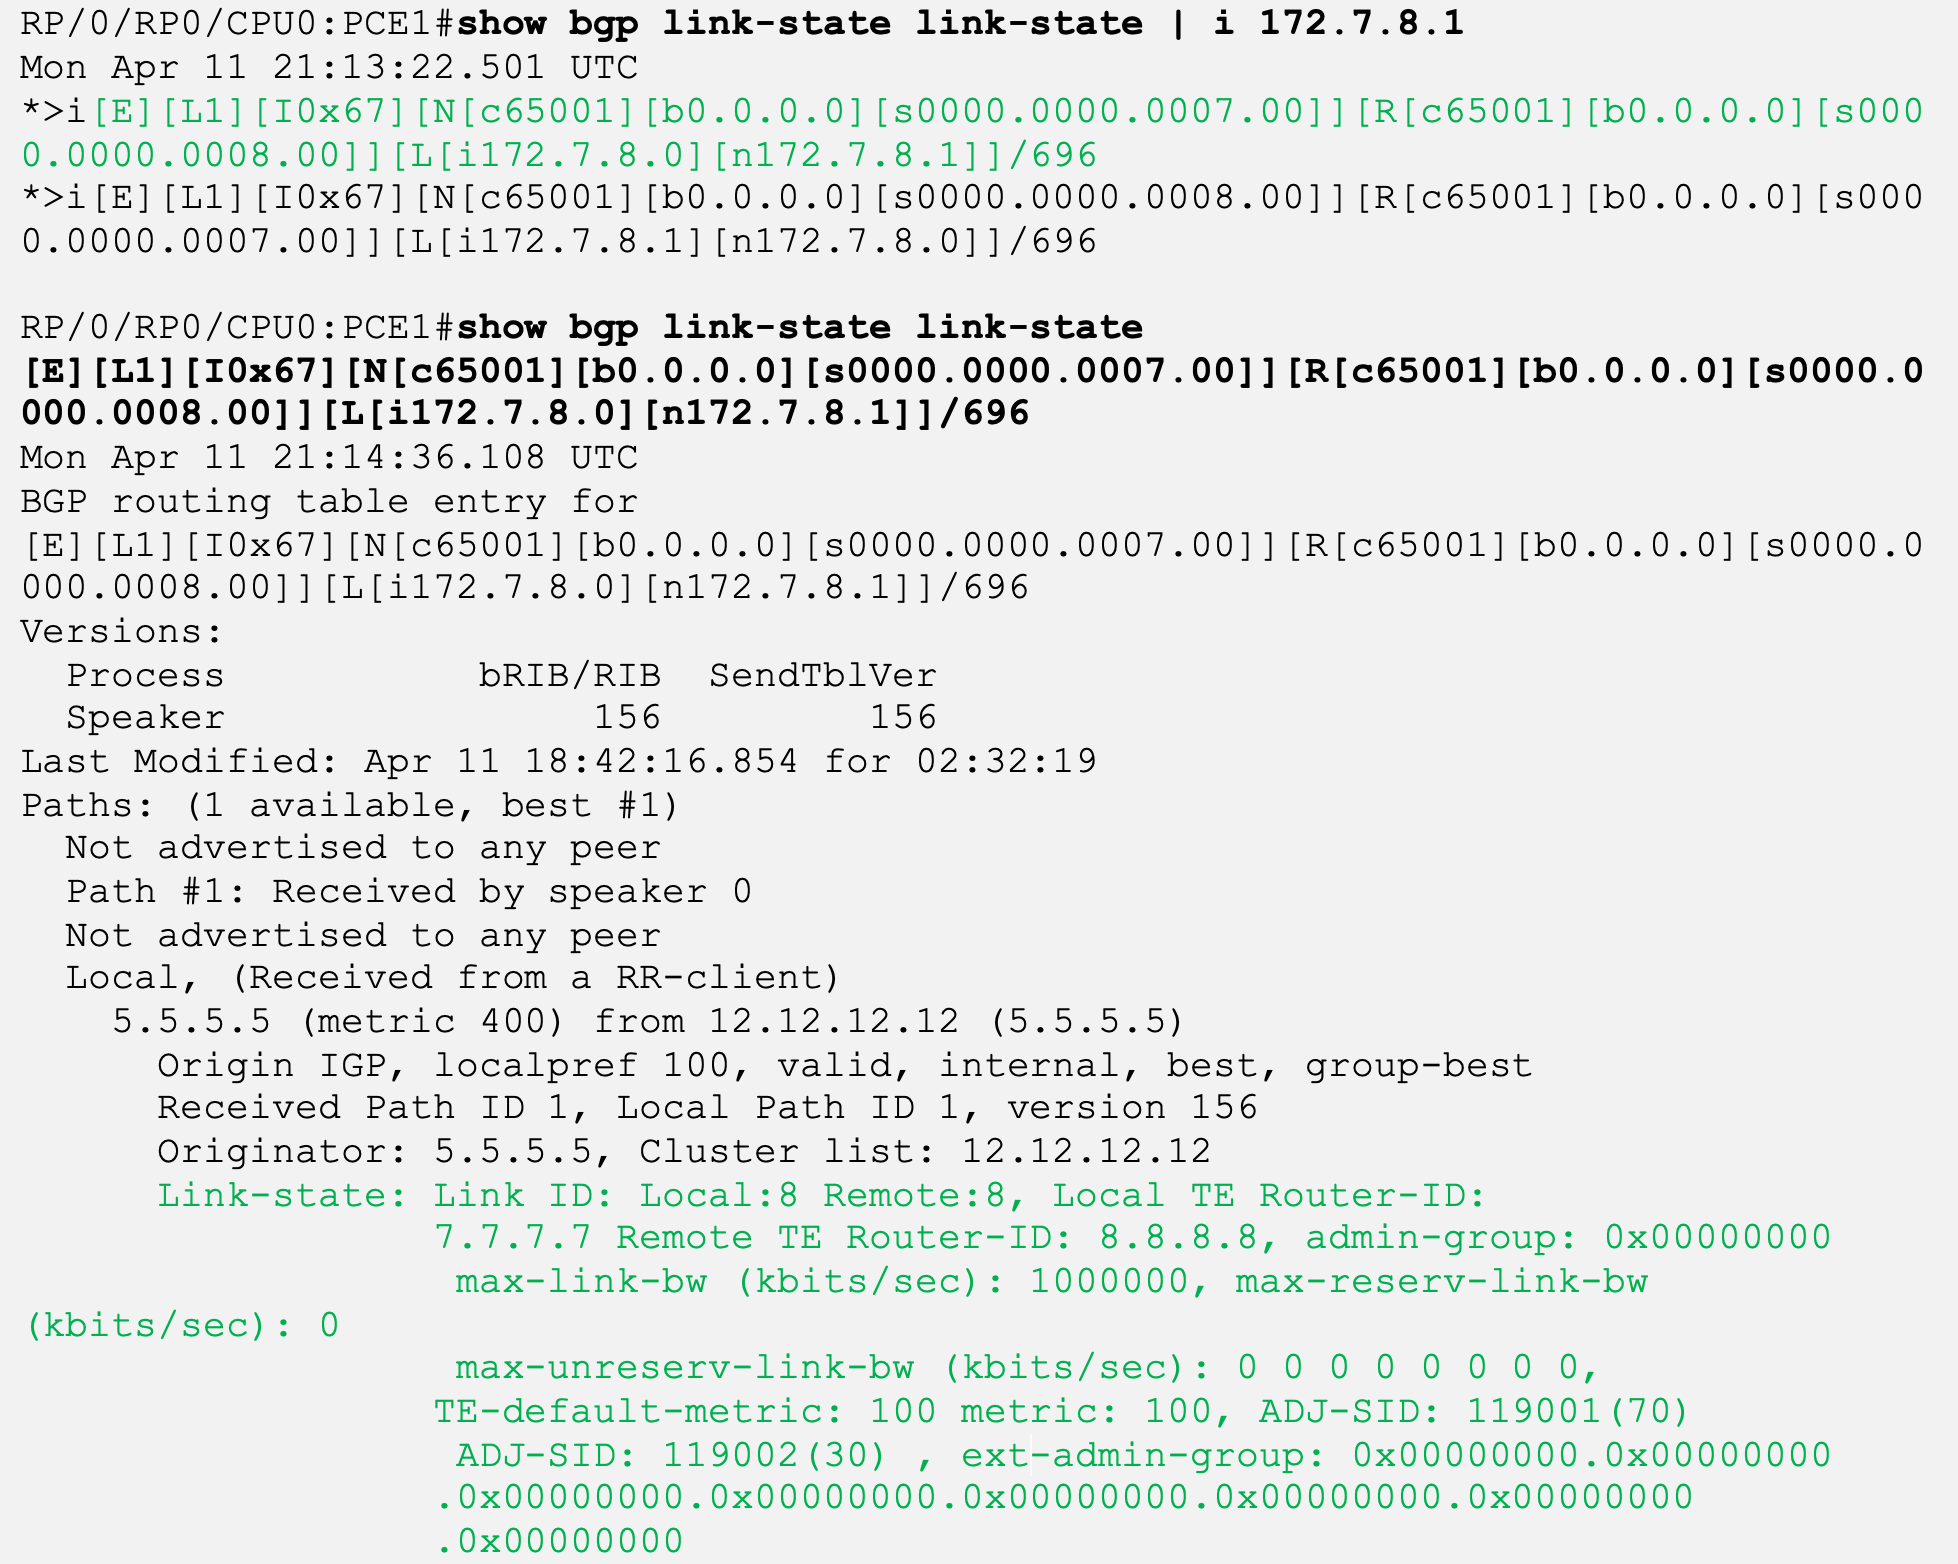 RP/0/RP0/CPU0:PCE1#show bgp link-state link-state | i 172.7.8.1
Mon Apr 11 21:13:22.501 UTC
*>i[E][L1][I0x67][N[c65001][b0.0.0.0][s0000.0000.0007.00]][R[c65001][b0.0.0.0][s000
0.0000.0008.00]][L[i172.7.8.0][n172.7.8.1]]/696
*>i[E][L1][I0x67][N[c65001][b0.0.0.0][s0000.0000.0008.00]][R[c65001][b0.0.0.0][s000
0.0000.0007.00]][L[i172.7.8.1][n172.7.8.0]]/696
RP/0/RP0/CPU0:PCE1#show bgp link-state link-state
[E][L1][I0x67][N[c65001][b0.0.0.0][s0000.0000.0007.00]][R[c65001][b0.0.0.0][s0000.0
000.0008.00]][L[i172.7.8.0][n172.7.8.1]]/696
Mon Apr 11 21:14:36.108 UTC
BGP routing table entry for
[E][L1][I0x67][N[c65001][b0.0.0.0][s0000.0000.0007.00]][R[c65001][b0.0.0.0][s0000.0
000.0008.00]][L[i172.7.8.0][n172.7.8.1]]/696
Versions:
  Process           bRIB/RIB  SendTblVer
  Speaker                156         156
Last Modified: Apr 11 18:42:16.854 for 02:32:19
Paths: (1 available, best #1)
  Not advertised to any peer
  Path #1: Received by speaker 0
  Not advertised to any peer
  Local, (Received from a RR-client)
    5.5.5.5 (metric 400) from 12.12.12.12 (5.5.5.5)
      Origin IGP, localpref 100, valid, internal, best, group-best
      Received Path ID 1, Local Path ID 1, version 156
      Originator: 5.5.5.5, Cluster list: 12.12.12.12
      Link-state: Link ID: Local:8 Remote:8, Local TE Router-ID:
                  7.7.7.7 Remote TE Router-ID: 8.8.8.8, admin-group: 0x00000000
                   max-link-bw (kbits/sec): 1000000, max-reserv-link-bw
(kbits/sec): 0
                   max-unreserv-link-bw (kbits/sec): 0 0 0 0 0 0 0 0,
                  TE-default-metric: 100 metric: 100, ADJ-SID: 119001(70)
                   ADJ-SID: 119002(30) , ext-admin-group: 0x00000000.0x00000000
                  .0x00000000.0x00000000.0x00000000.0x00000000.0x00000000
                  .0x00000000